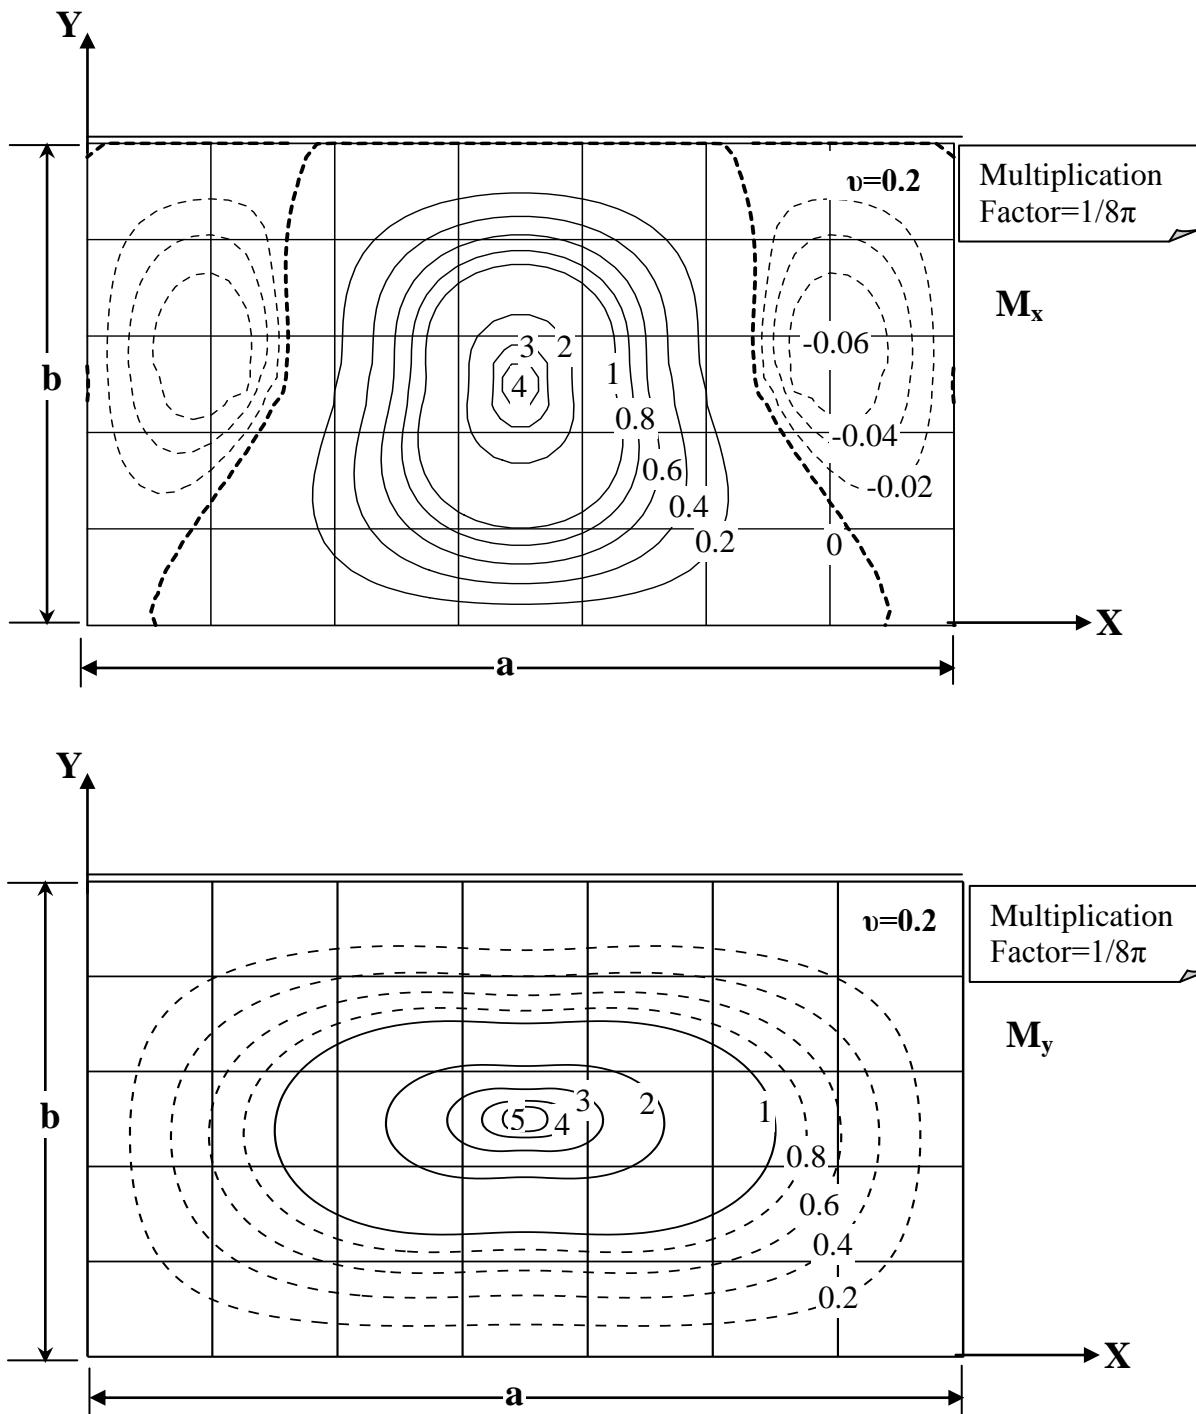 Y
υ=0.2
Multiplication
Factor=1/8π
M_x
b
3
2
4
1
0.8
0.6
0.4
0.2
-0.06
-0.04
-0.02
0
X
a
Y
υ=0.2
Multiplication
Factor=1/8π
M_y
b
5
4
3
2
1
0.8
0.6
0.4
0.2
X
a